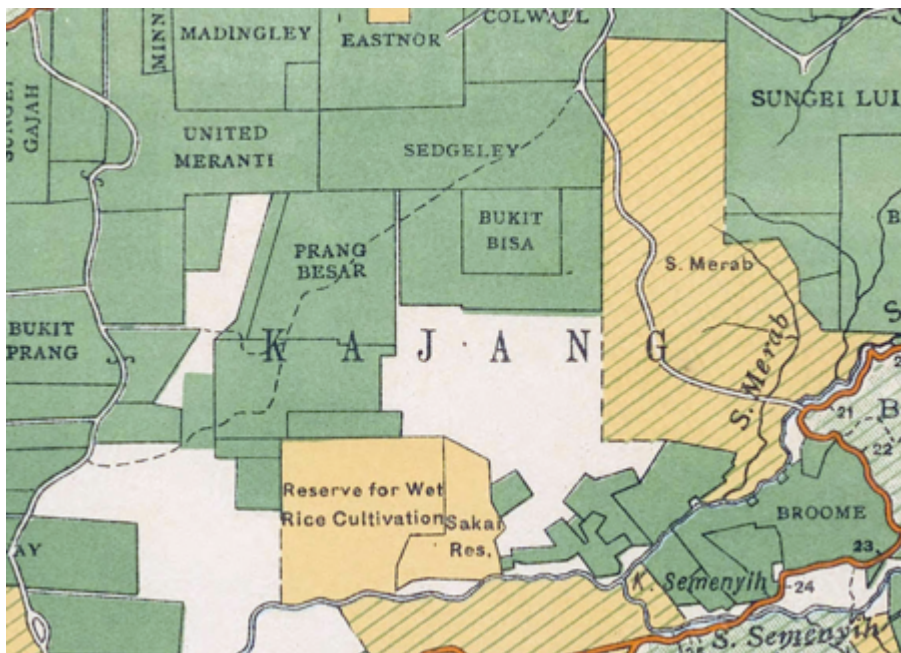 COLWALL
MINN
MADINGLEY
EASTNOR
SUNGEI LUI
GAJAH
UNITED
MERANTI
SEDGELEY
BUKIT
BISA
PRANG
BESAR
S. Merab
BUKIT
PRANG
KAJANG
S. Merab
S
21
B
22
Reserve for Wet
Rice Cultivation
Sakai
Res.
BROOME
AY
23
K. Semenyih
24
S. Semenyih